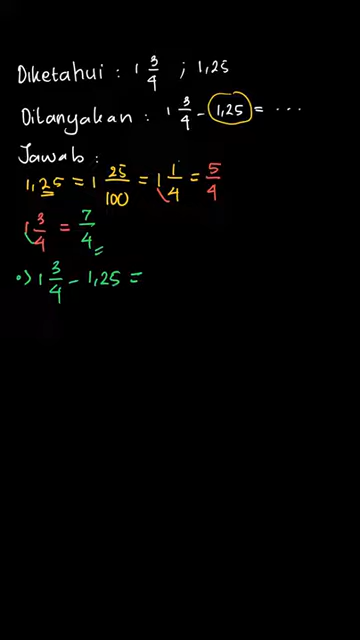 Diketahui : 1 3/4 ; 1,25
Ditanyakan : 1 3/4 - 1,25 = ...
Jawab :
1,25 = 1 25/100 = 1 1/4 = 5/4
1 3/4 = 7/4
•) 1 3/4 - 1,25 =